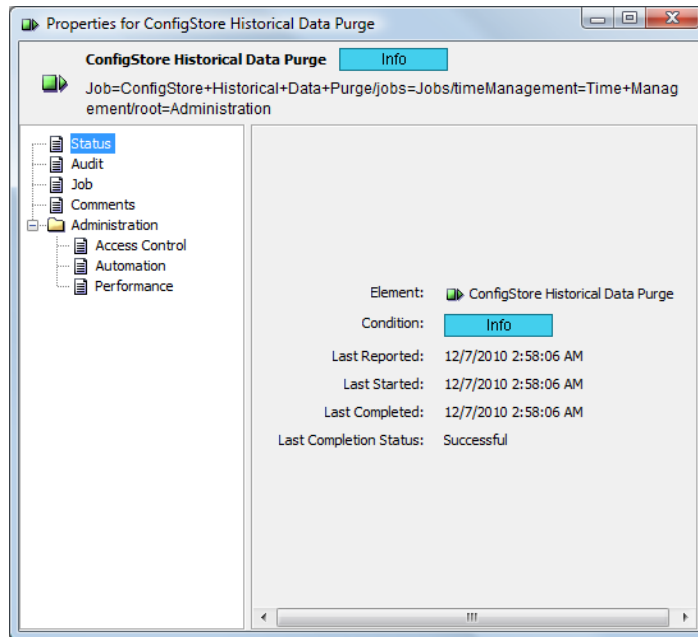 Properties for ConfigStore Historical Data Purge
ConfigStore Historical Data Purge Info
Job=ConfigStore+Historical+Data+Purge/jobs=Jobs/timeManagement=Time+Manag
ement/root=Administration
Status
Audit
Job
Comments
Administration
Access Control
Automation
Performance
Element: ConfigStore Historical Data Purge
Condition: Info
Last Reported: 12/7/2010 2:58:06 AM
Last Started: 12/7/2010 2:58:06 AM
Last Completed: 12/7/2010 2:58:06 AM
Last Completion Status: Successful